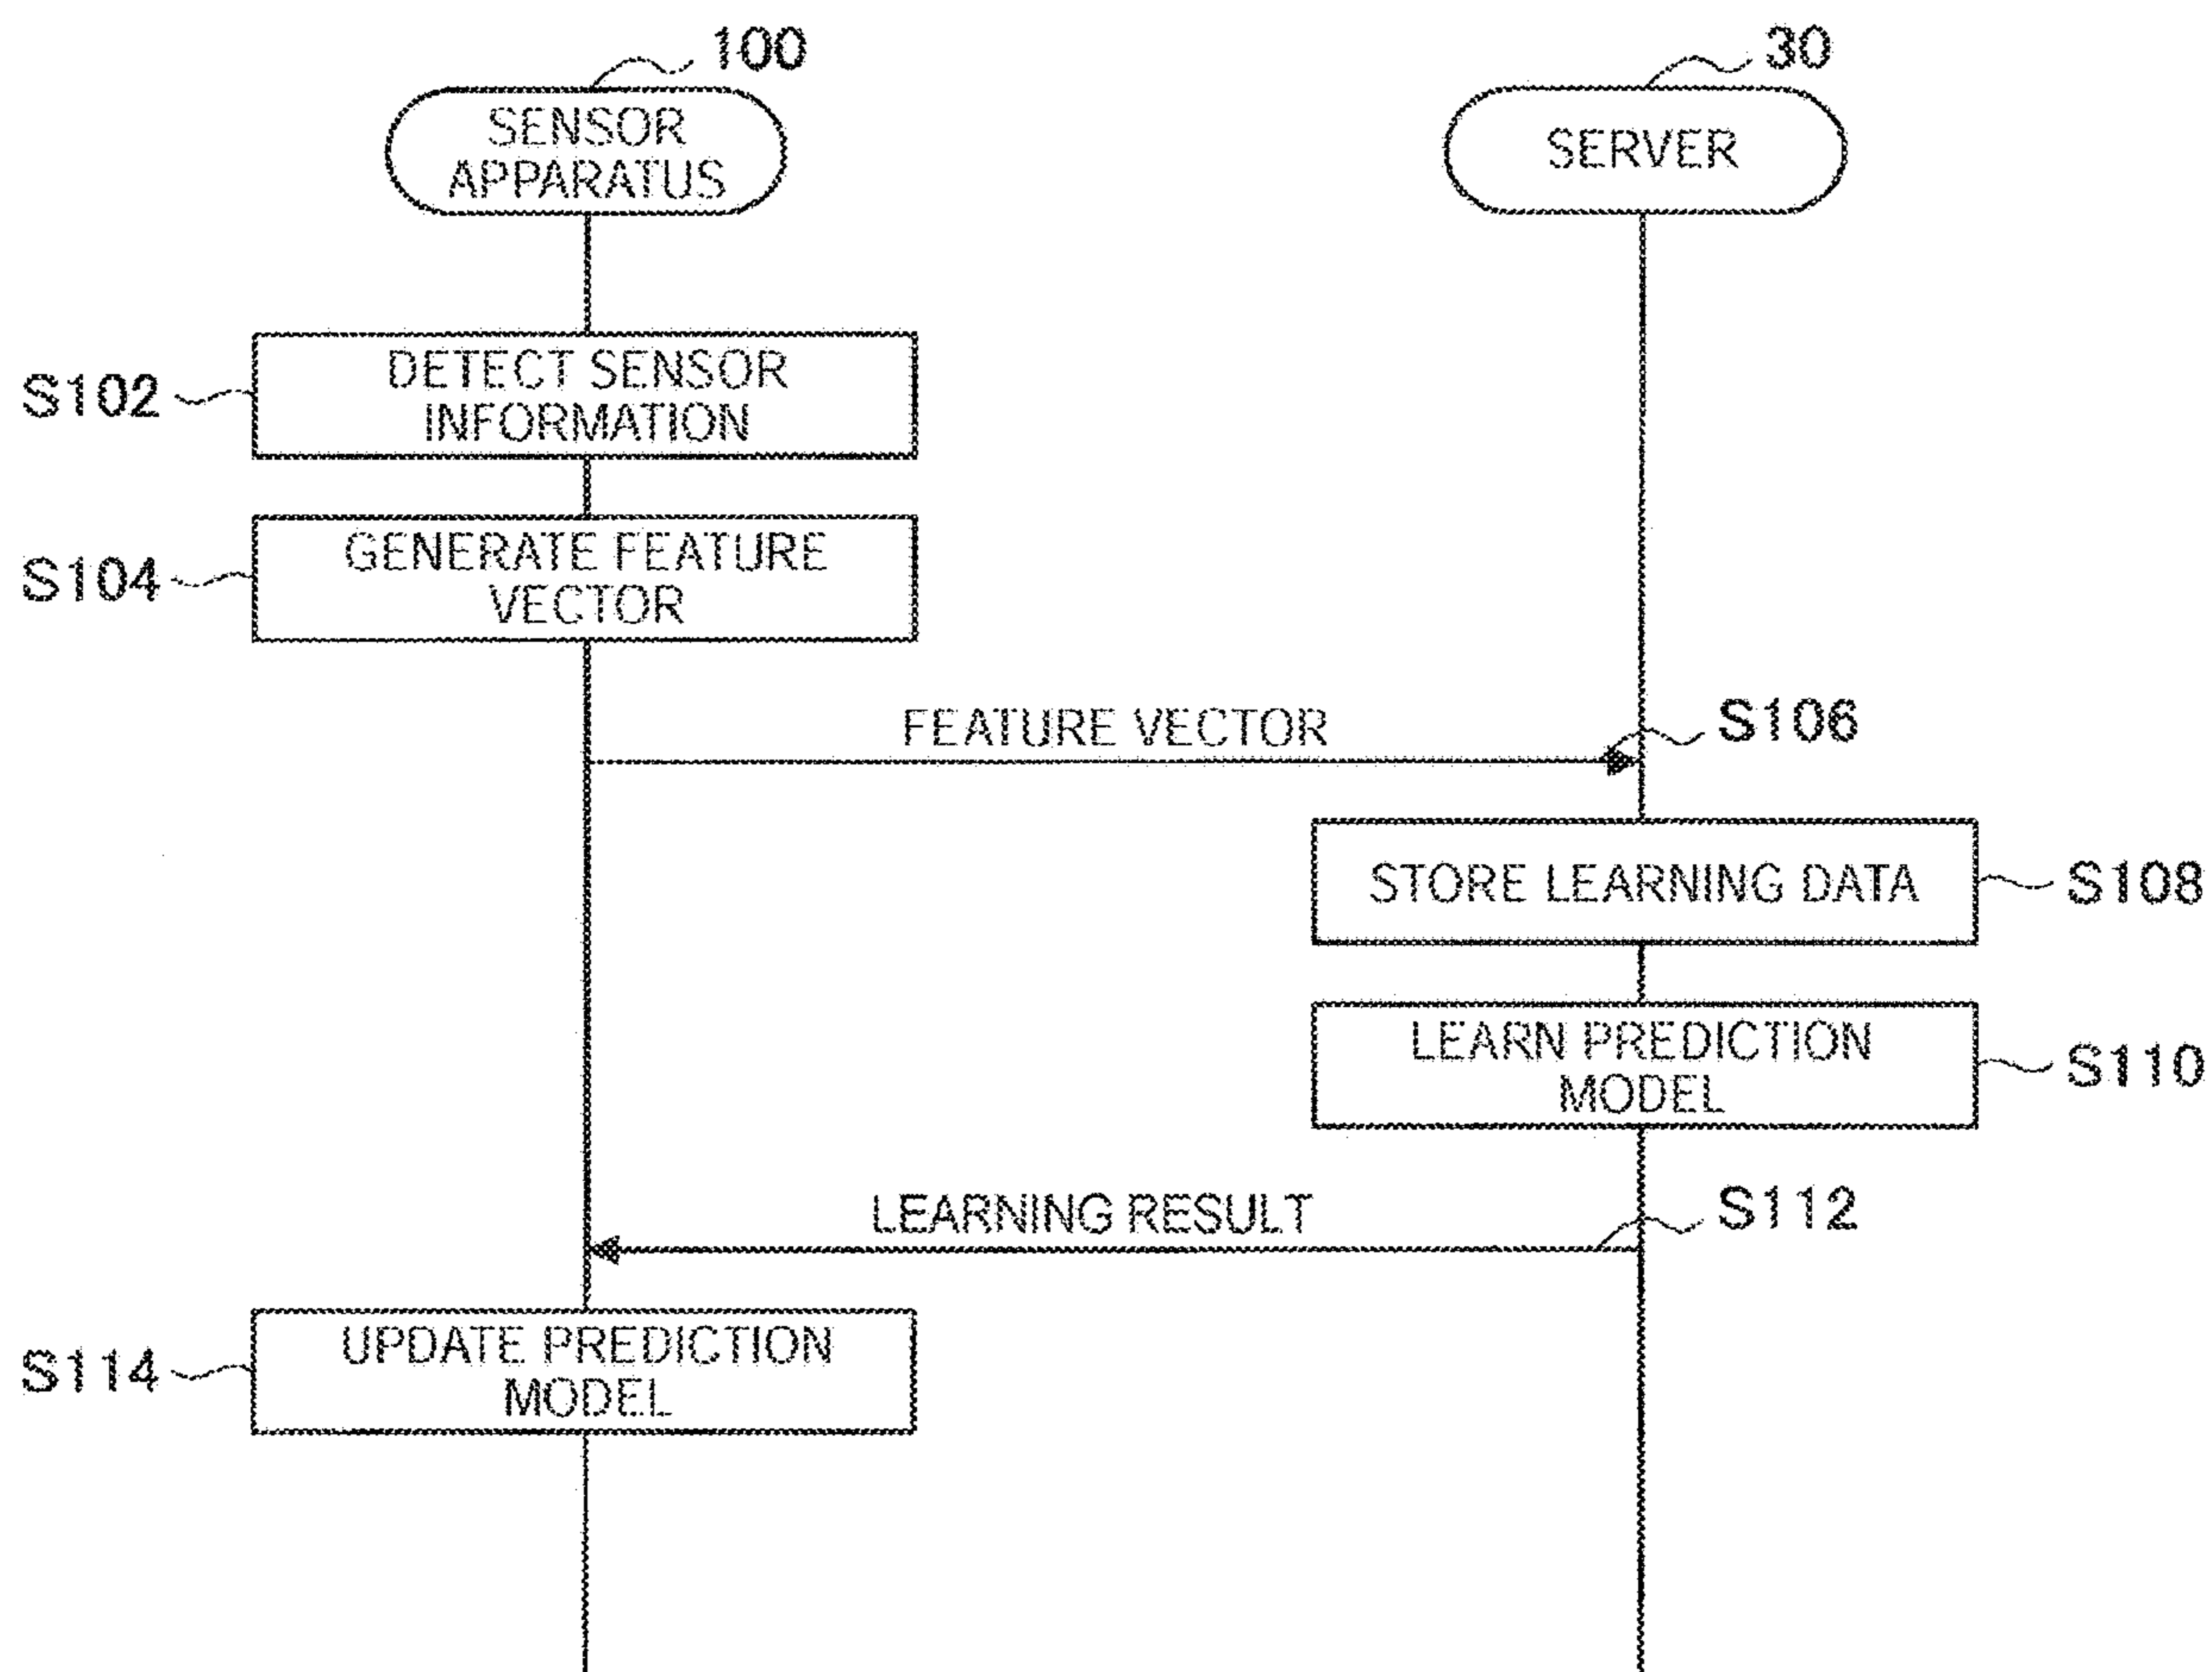 100
30
SENSOR
APPARATUS
SERVER
S102
DETECT SENSOR
INFORMATION
S104
GENERATE FEATURE
VECTOR
FEATURE VECTOR
S106
STORE LEARNING DATA
S108
LEARN PREDICTION
MODEL
S110
LEARNING RESULT
S112
S114
UPDATE PREDICTION
MODEL